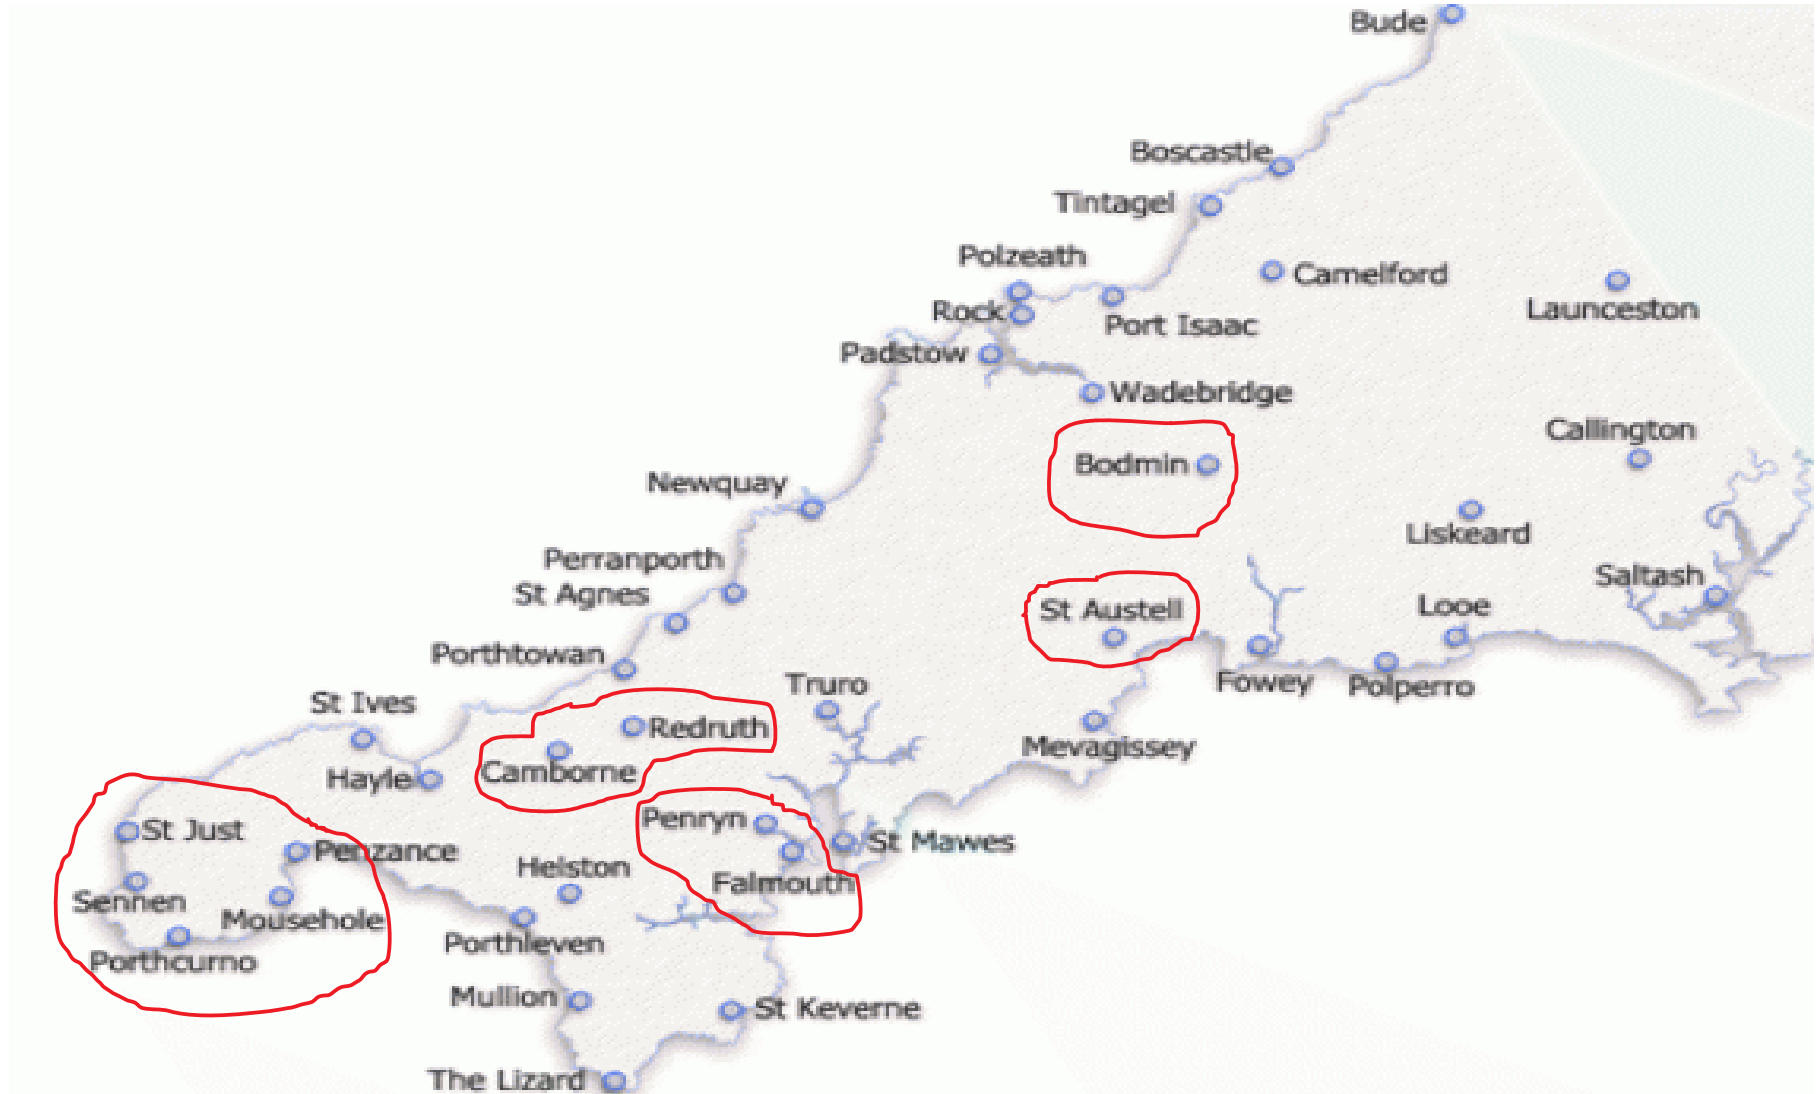 Bude
Boscastle
Tintagel
Polzeath
Camelford
Launceston
Rock
Port Isaac
Padstow
Wadebridge
Callington
Bodmin
Newquay
Liskeard
Perranporth
St Agnes
Saltash
St Austell
Looe
Porthtowan
Truro
Fowey
Polperro
St Ives
Redruth
Mevagissey
Hayle
Camborne
Penryn
St Just
St Mawes
Penzance
Helston
Falmouth
Sennen
Mousehole
Porthleven
Porthcurno
Mullion
St Keverne
The Lizard